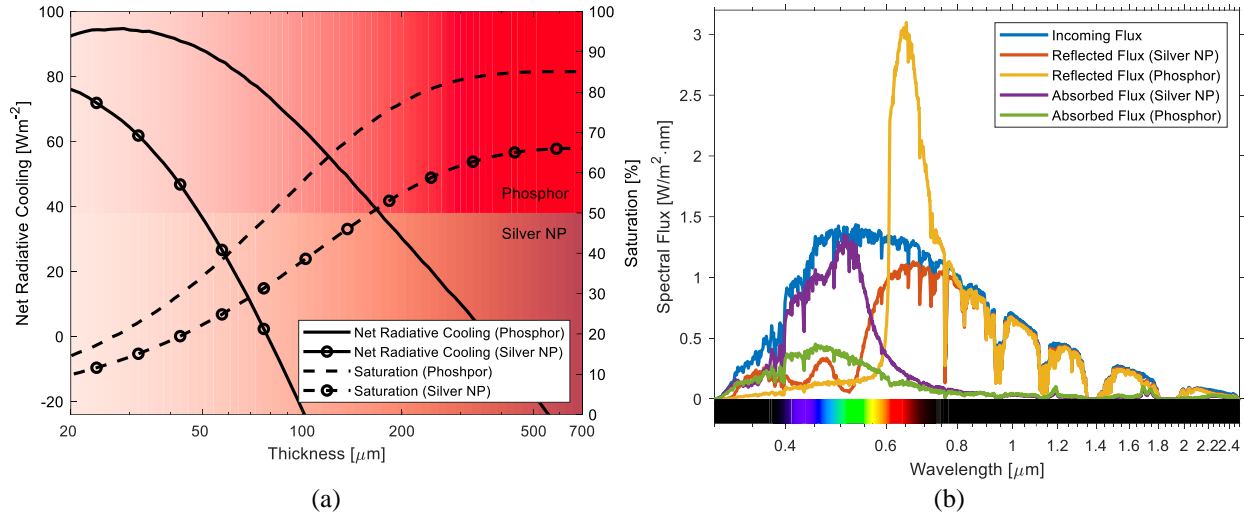 100
80
60
40
20
0
-20
Net Radiative Cooling [Wm⁻²]
100
90
80
70
60
50
40
30
20
10
0
Saturation [%]
Phosphor
Silver NP
Net Radiative Cooling (Phosphor)
Net Radiative Cooling (Silver NP)
Saturation (Phoshpor)
Saturation (Silver NP)
20 50 100 200 500 700
Thickness [μm]
(a)
3
2.5
2
1.5
1
0.5
0
Spectral Flux [W/m²·nm]
Incoming Flux
Reflected Flux (Silver NP)
Reflected Flux (Phosphor)
Absorbed Flux (Silver NP)
Absorbed Flux (Phosphor)
0.4 0.6 0.8 1 1.2 1.4 1.6 1.8 2 2.2 2.4
Wavelength [μm]
(b)